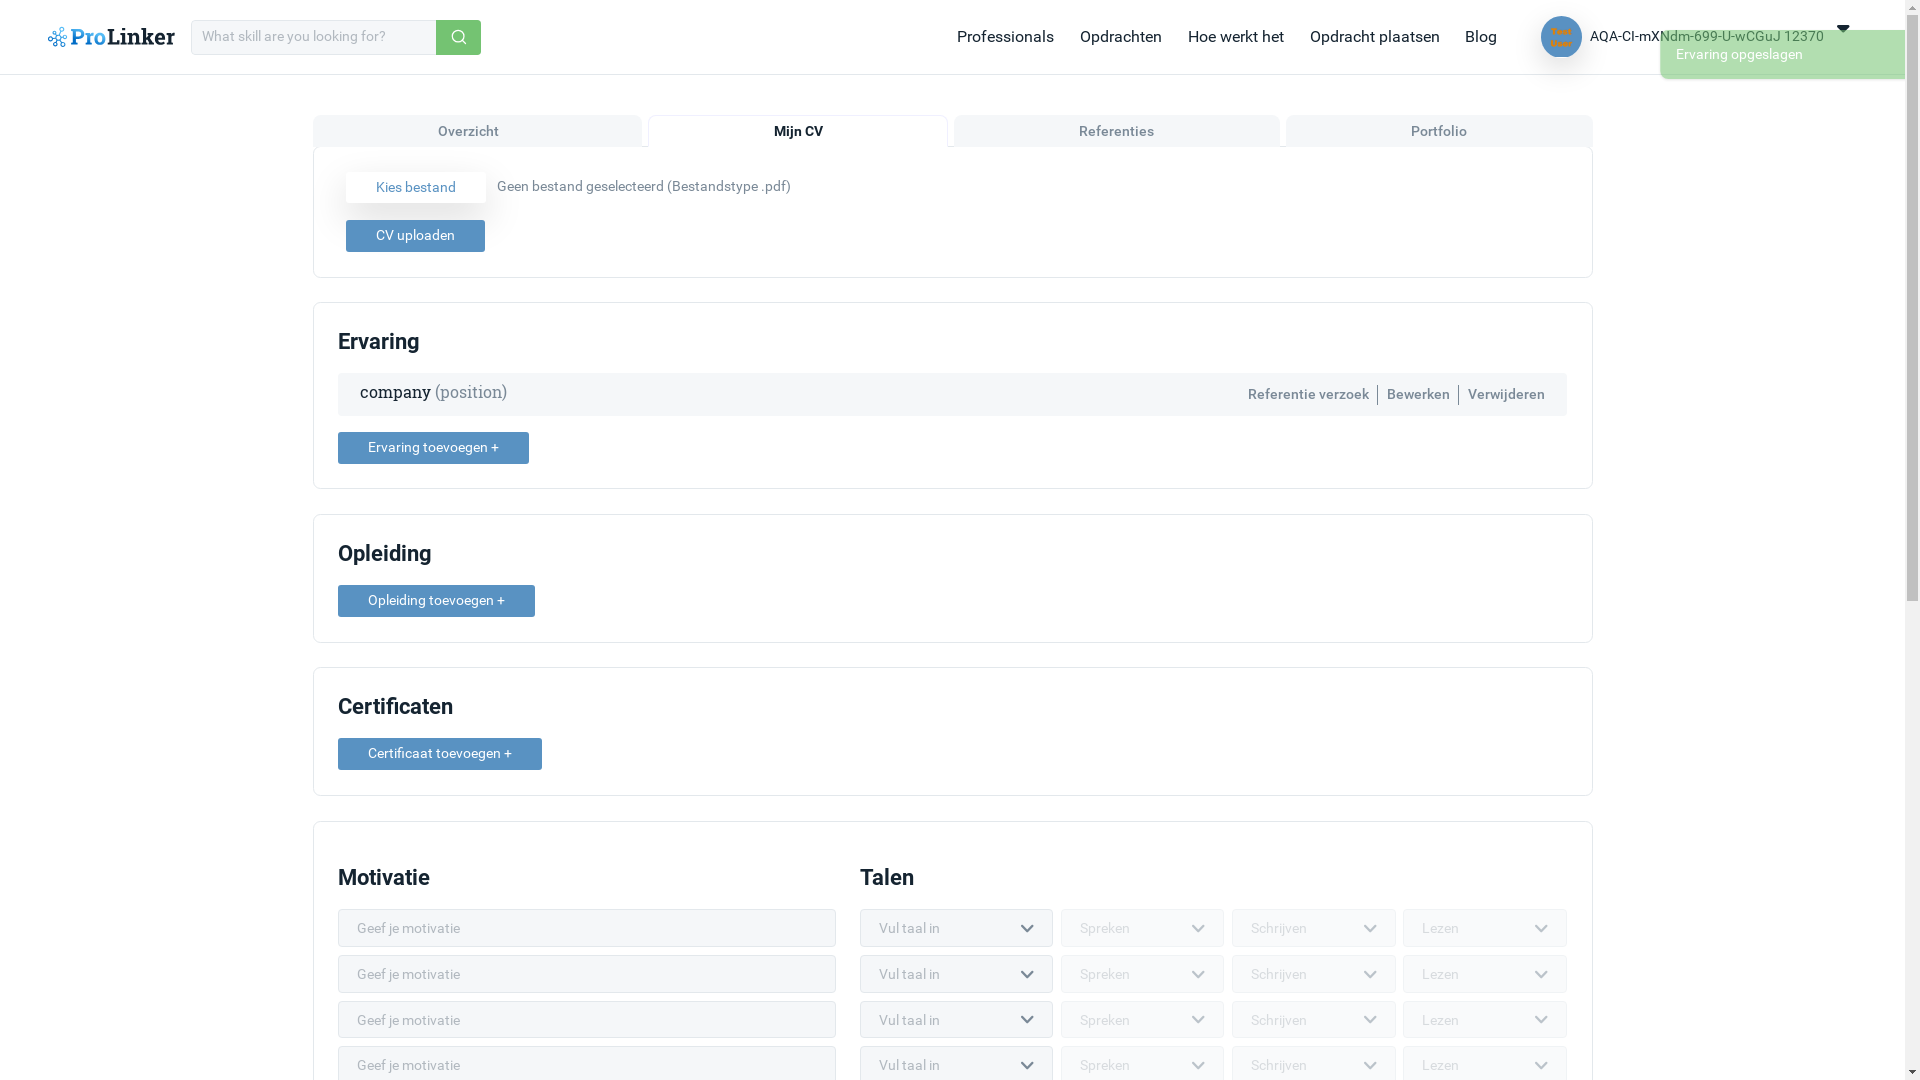 ProLinker
What skill are you looking for?
Professionals Opdrachten Hoe werkt het Opdracht plaatsen Blog
Test User
AQA-CI-mXNdm-699-U-wCGuJ 12370
Ervaring opgeslagen
Overzicht Mijn CV Referenties Portfolio
Kies bestand Geen bestand geselecteerd (Bestandstype .pdf)
CV uploaden
Ervaring
company (position) Referentie verzoek Bewerken Verwijderen
Ervaring toevoegen +
Opleiding
Opleiding toevoegen +
Certificaten
Certificaat toevoegen +
Motivatie Talen
Geef je motivatie Vul taal in Spreken Schrijven Lezen
Geef je motivatie Vul taal in Spreken Schrijven Lezen
Geef je motivatie Vul taal in Spreken Schrijven Lezen
Geef je motivatie Vul taal in Spreken Schrijven Lezen